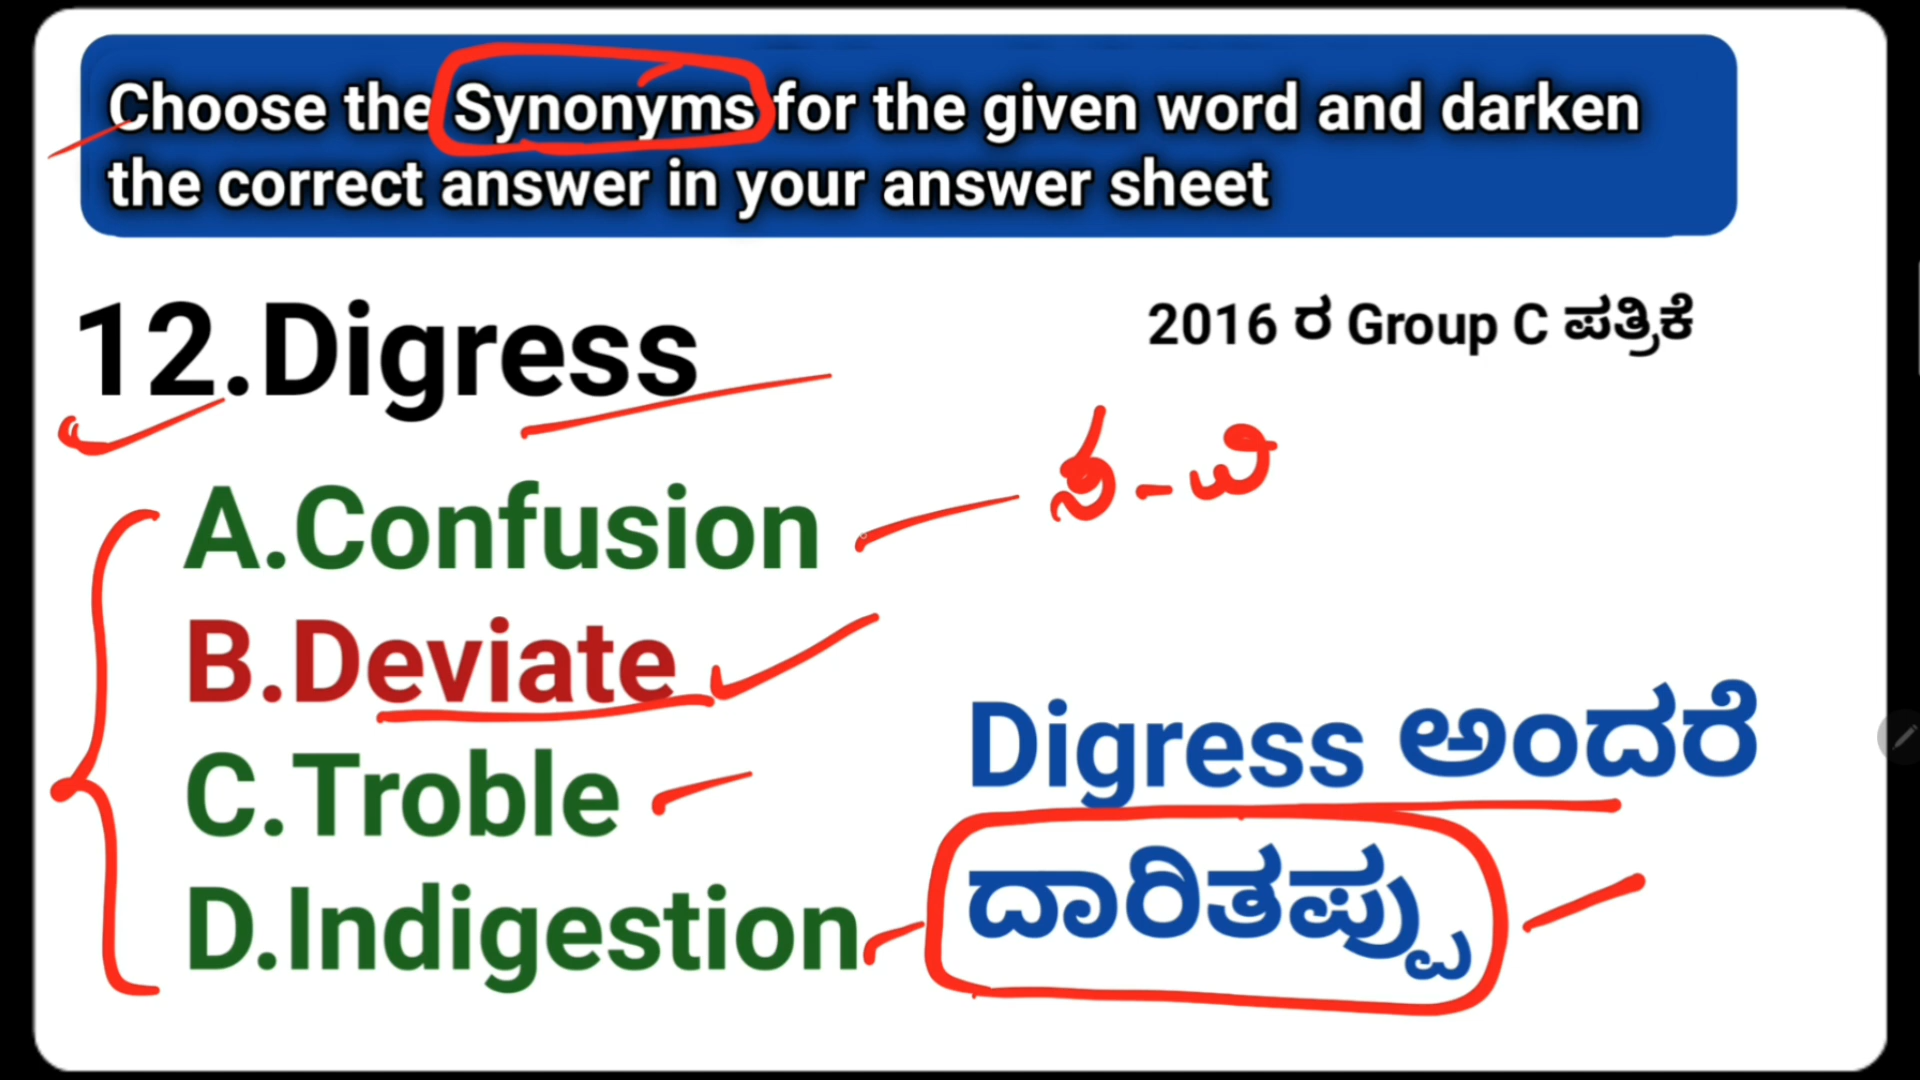 Choose the Synonyms for the given word and darken
the correct answer in your answer sheet
12.Digress
2016 ರ Group C ಪತ್ರಿಕೆ
ಸ - ವಿ
A.Confusion
B.Deviate
C.Troble
D.Indigestion
Digress ಅಂದರೆ
ದಾರಿತಪ್ಪು